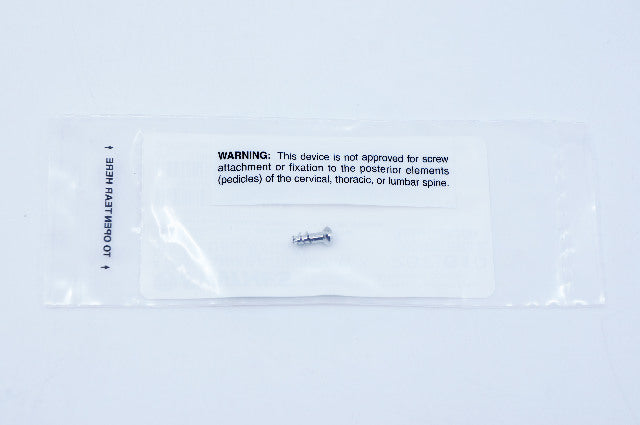 WARNING: This device is not approved for screw
attachment or fixation to the posterior elements
(pedicles) of the cervical, thoracic, or lumbar spine.
TO OPEN TEAR HERE